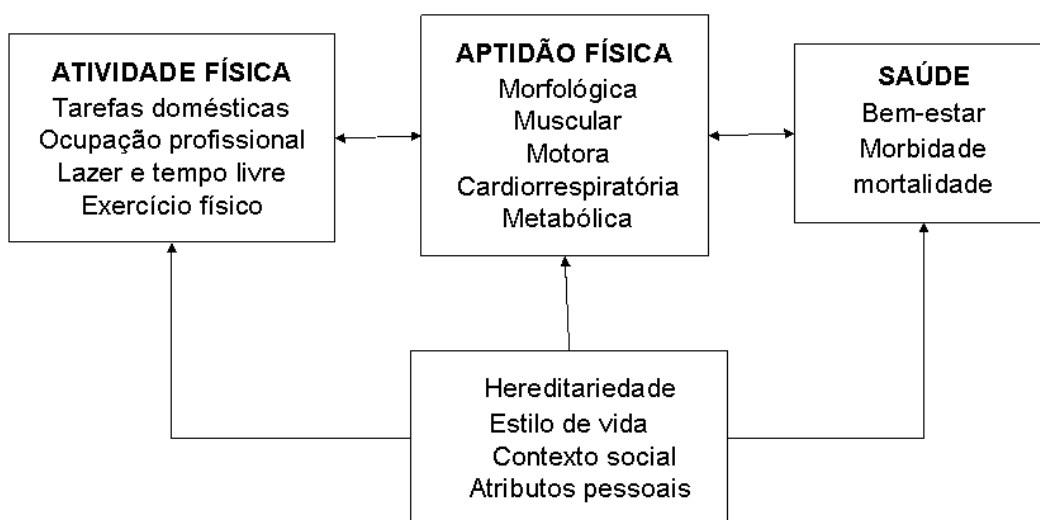 ATIVIDADE FÍSICA
Tarefas domésticas
Ocupação profissional
Lazer e tempo livre
Exercício físico
APTIDÃO FÍSICA
Morfológica
Muscular
Motora
Cardiorrespiratória
Metabólica
SAÚDE
Bem-estar
Morbidade
mortalidade
Hereditariedade
Estilo de vida
Contexto social
Atributos pessoais